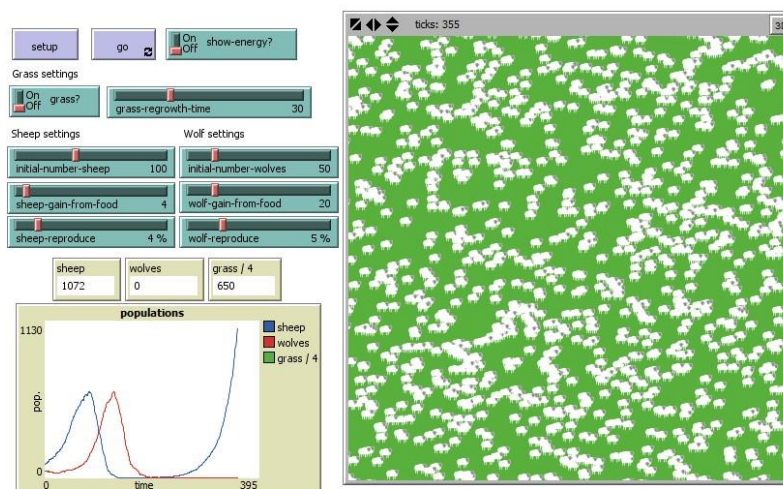 ticks: 355
3D
setup
go
On
Off
show-energy?
Grass settings
On
Off
grass?
grass-regrowth-time 30
Sheep settings
Wolf settings
initial-number-sheep 100
initial-number-wolves 50
sheep-gain-from-food 4
wolf-gain-from-food 20
sheep-reproduce 4 %
wolf-reproduce 5 %
sheep
1072
wolves
0
grass / 4
650
populations
1130
pop.
0
0
time
395
sheep
wolves
grass / 4